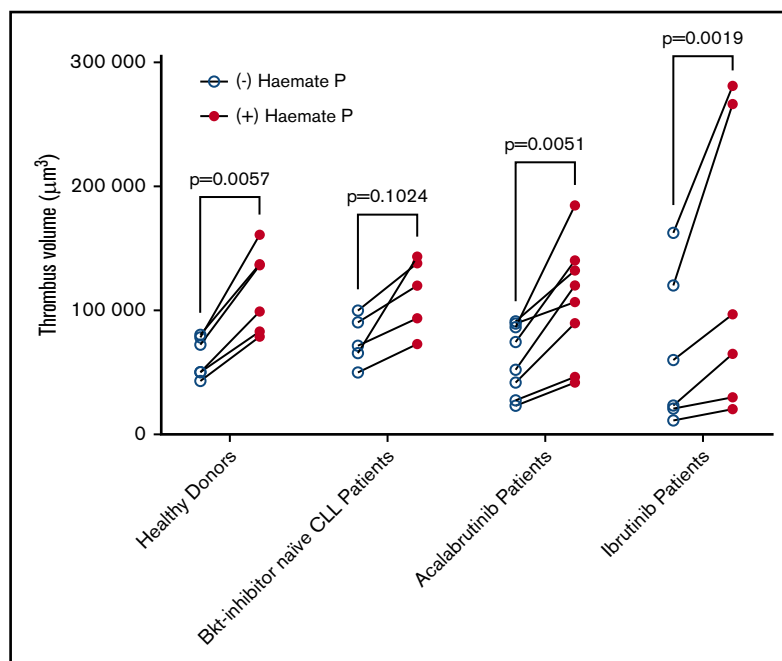 300 000
200 000
100 000
0
Thrombus volume (μm³)
(-) Haemate P
(+) Haemate P
p=0.0057
p=0.1024
p=0.0051
p=0.0019
Healthy Donors
Bkt-inhibitor naïve CLL Patients
Acalabrutinib Patients
Ibrutinib Patients